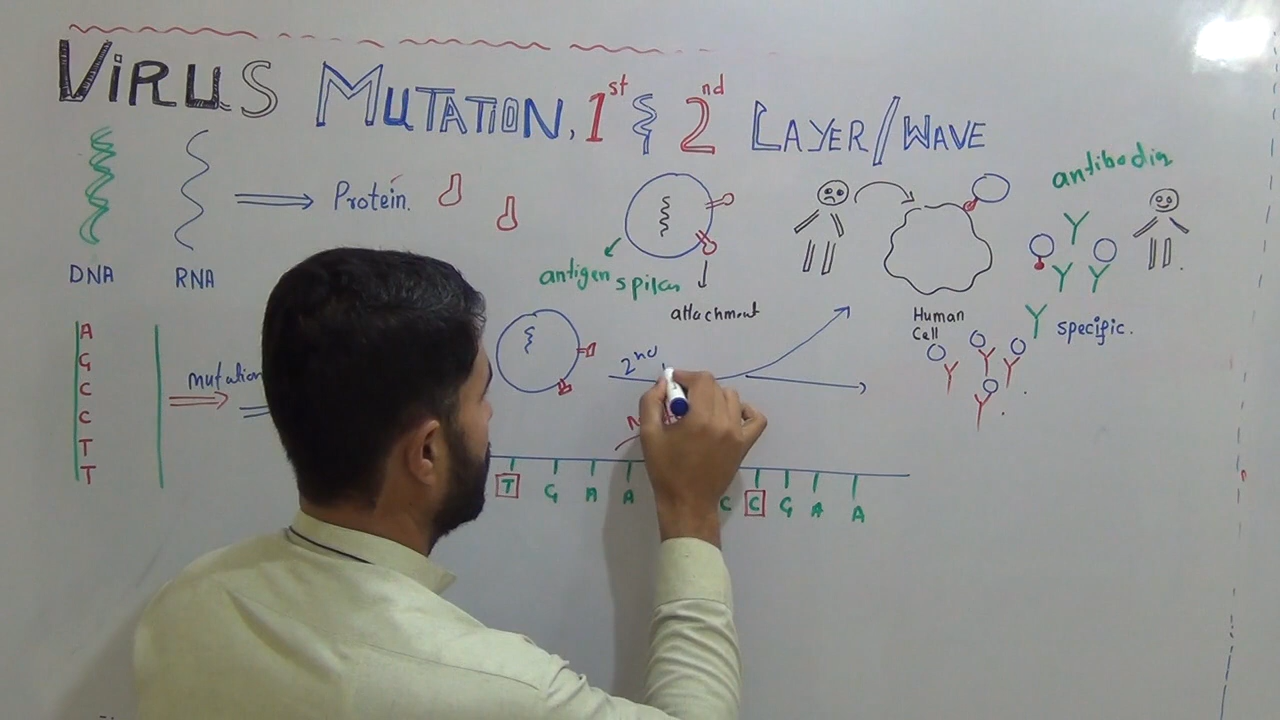 VIRUS MUTATION, 1st & 2nd LAYER/WAVE
DNA
RNA
Protein.
antigen
spikes
attachment
Human
Cell
antibodies
specific.
A
G
C
C
T
T
mutation
2nd
T G A A
C C G A A